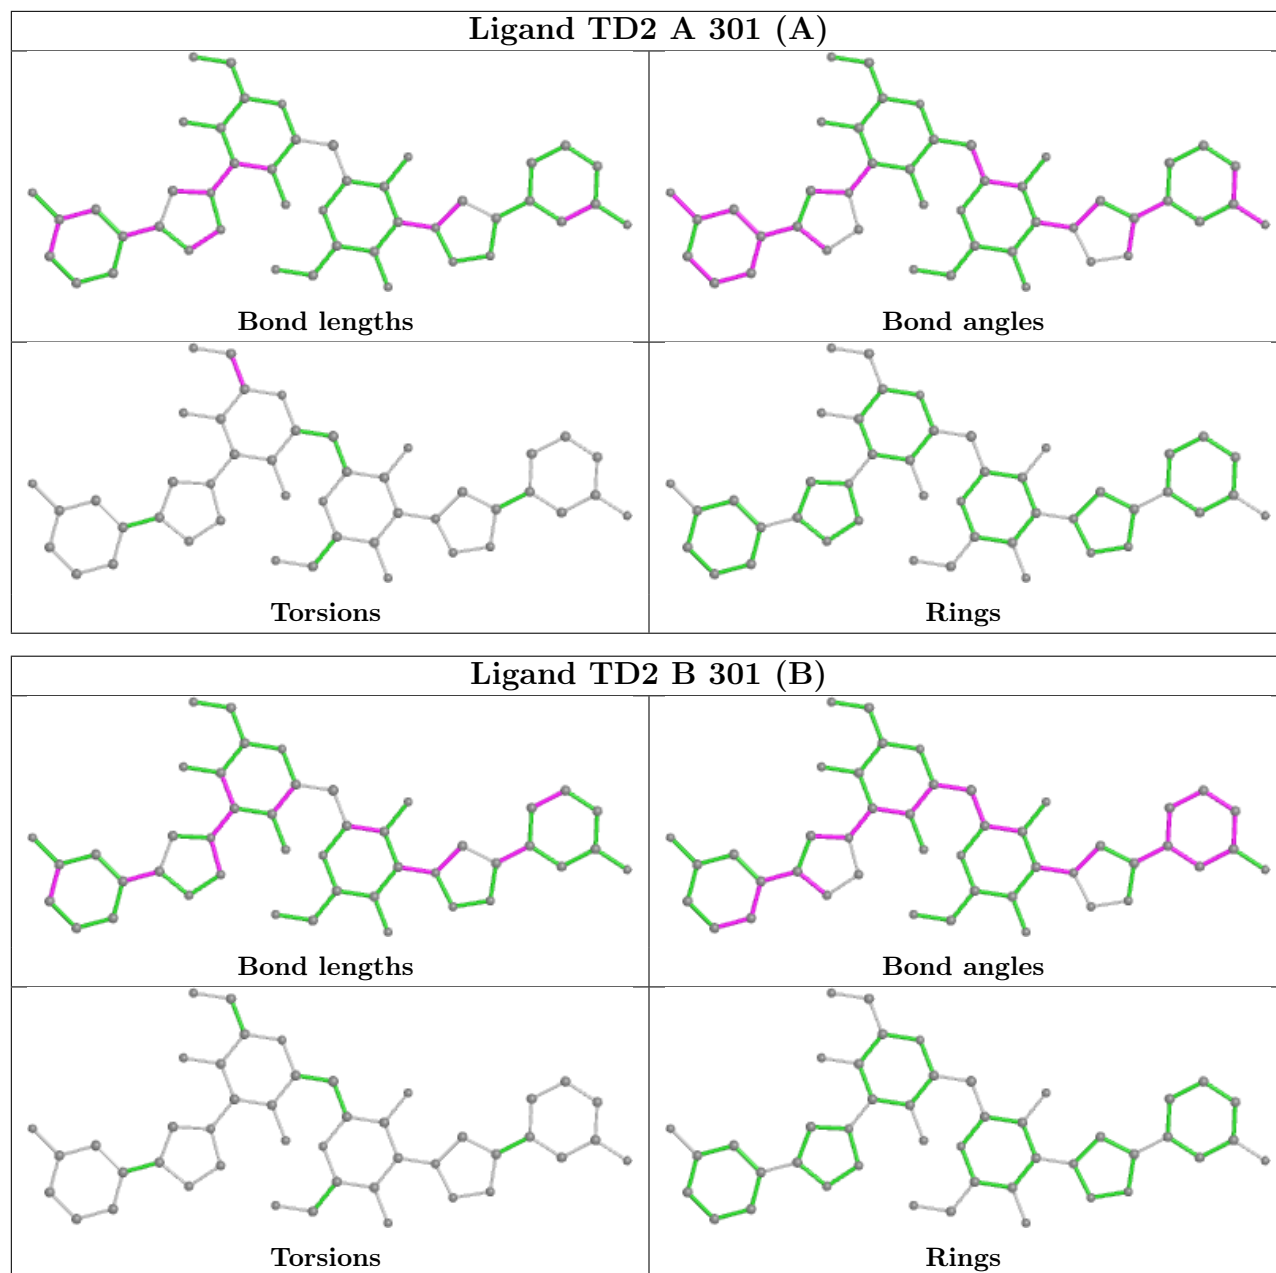 Ligand TD2 A 301 (A)
Bond lengths
Bond angles
Torsions
Rings
Ligand TD2 B 301 (B)
Bond lengths
Bond angles
Torsions
Rings